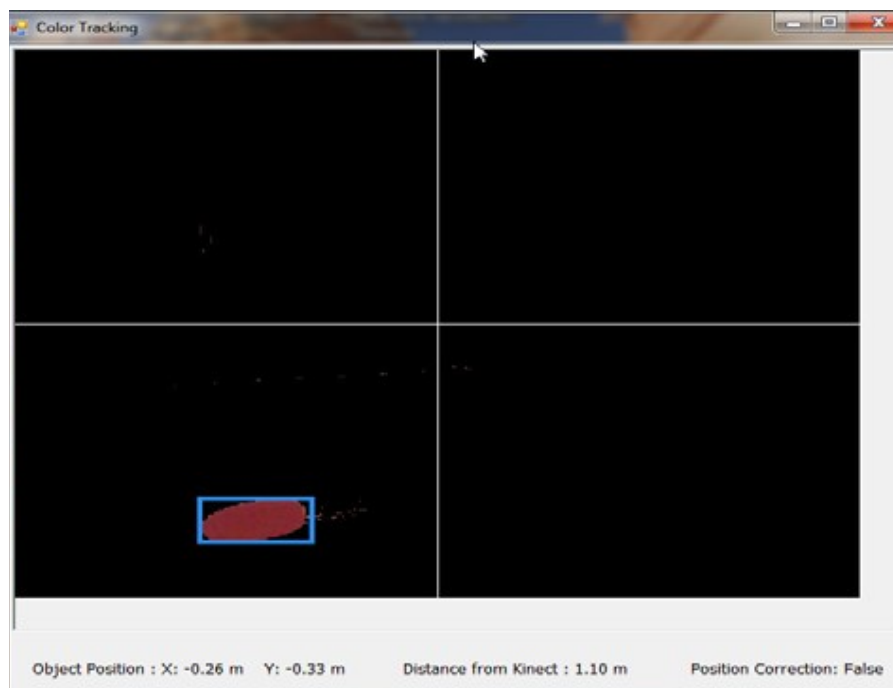 Color Tracking
Object Position : X: -0.26 m Y: -0.33 m Distance from Kinect : 1.10 m Position Correction: False